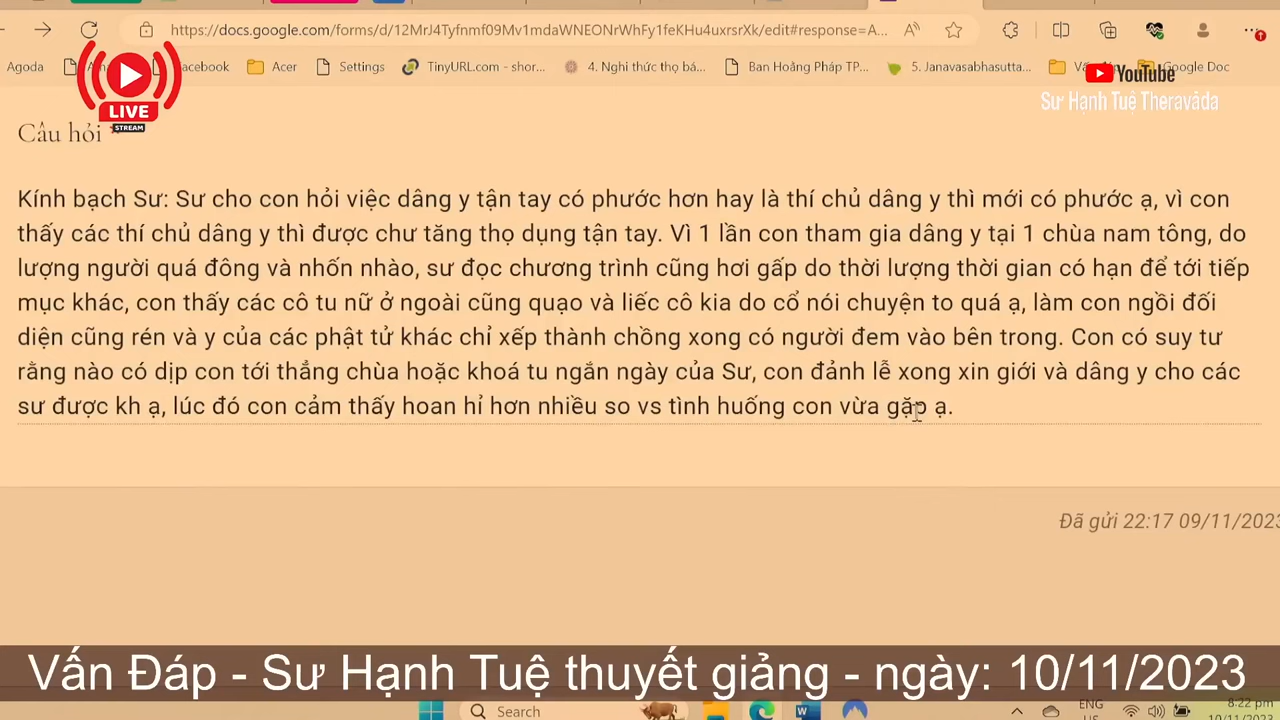 https://docs.google.com/forms/d/12MrJ4Tyfnmf09Mv1mdaWNEONrWhFy1feKHu4uxrsrXk/edit#response=A...
Agoda
facebook
Acer
Settings
TinyURL.com - shor...
4. Nghi thức thọ bá...
Ban Hoằng Pháp TP...
5. Janavasabhasutta...
Google Doc
LIVE
STREAM
YouTube
Sư Hạnh Tuệ Theravāda
Câu hỏi *
Kính bạch Sư: Sư cho con hỏi việc dâng y tận tay có phước hơn hay là thí chủ dâng y thì mới có phước ạ, vì con
thấy các thí chủ dâng y thì được chư tăng thọ dụng tận tay. Vì 1 lần con tham gia dâng y tại 1 chùa nam tông, do
lượng người quá đông và nhốn nhào, sư đọc chương trình cũng hơi gấp do thời lượng thời gian có hạn để tới tiếp
mục khác, con thấy các cô tu nữ ở ngoài cũng quạo và liếc cô kia do cổ nói chuyện to quá ạ, làm con ngồi đối
diện cũng rén và y của các phật tử khác chỉ xếp thành chồng xong có người đem vào bên trong. Con có suy tư
rằng nào có dịp con tới thẳng chùa hoặc khoá tu ngắn ngày của Sư, con đảnh lễ xong xin giới và dâng y cho các
sư được kh ạ, lúc đó con cảm thấy hoan hỉ hơn nhiều so vs tình huống con vừa gặp ạ.
Đã gửi 22:17 09/11/2023
Vấn Đáp - Sư Hạnh Tuệ thuyết giảng - ngày: 10/11/2023
Search
ENG
8:22 pm